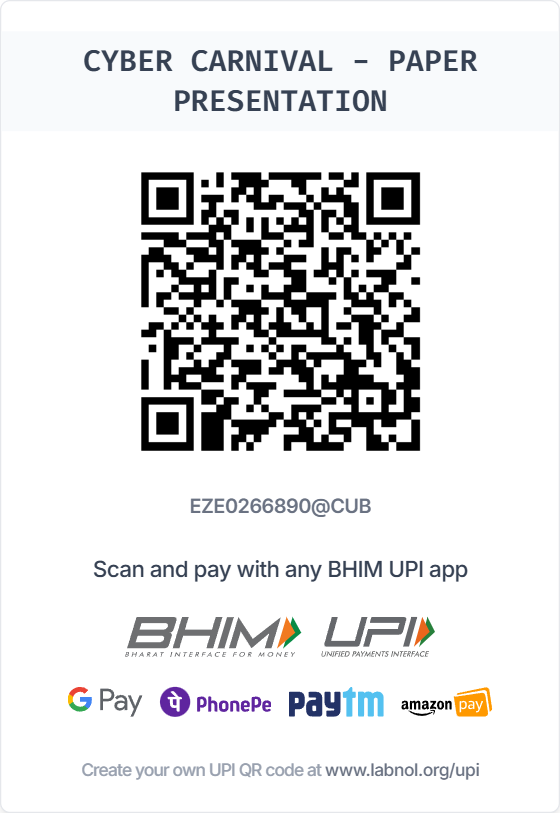 CYBER CARNIVAL - PAPER
PRESENTATION
EZE0266890@CUB
Scan and pay with any BHIM UPI app
BHIM UPI
BHARAT INTERFACE FOR MONEY UNIFIED PAYMENTS INTERFACE
G Pay पे PhonePe paytm amazon pay
Create your own UPI QR code at www.labnol.org/upi